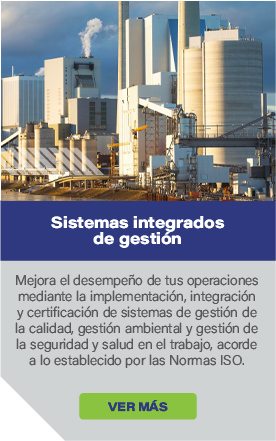 Sistemas integrados
de gestión
Mejora el desempeño de tus operaciones
mediante la implementación, integración
y certificación de sistemas de gestión de
la calidad, gestión ambiental y gestión de
la seguridad y salud en el trabajo, acorde
a lo establecido por las Normas ISO.
VER MÁS